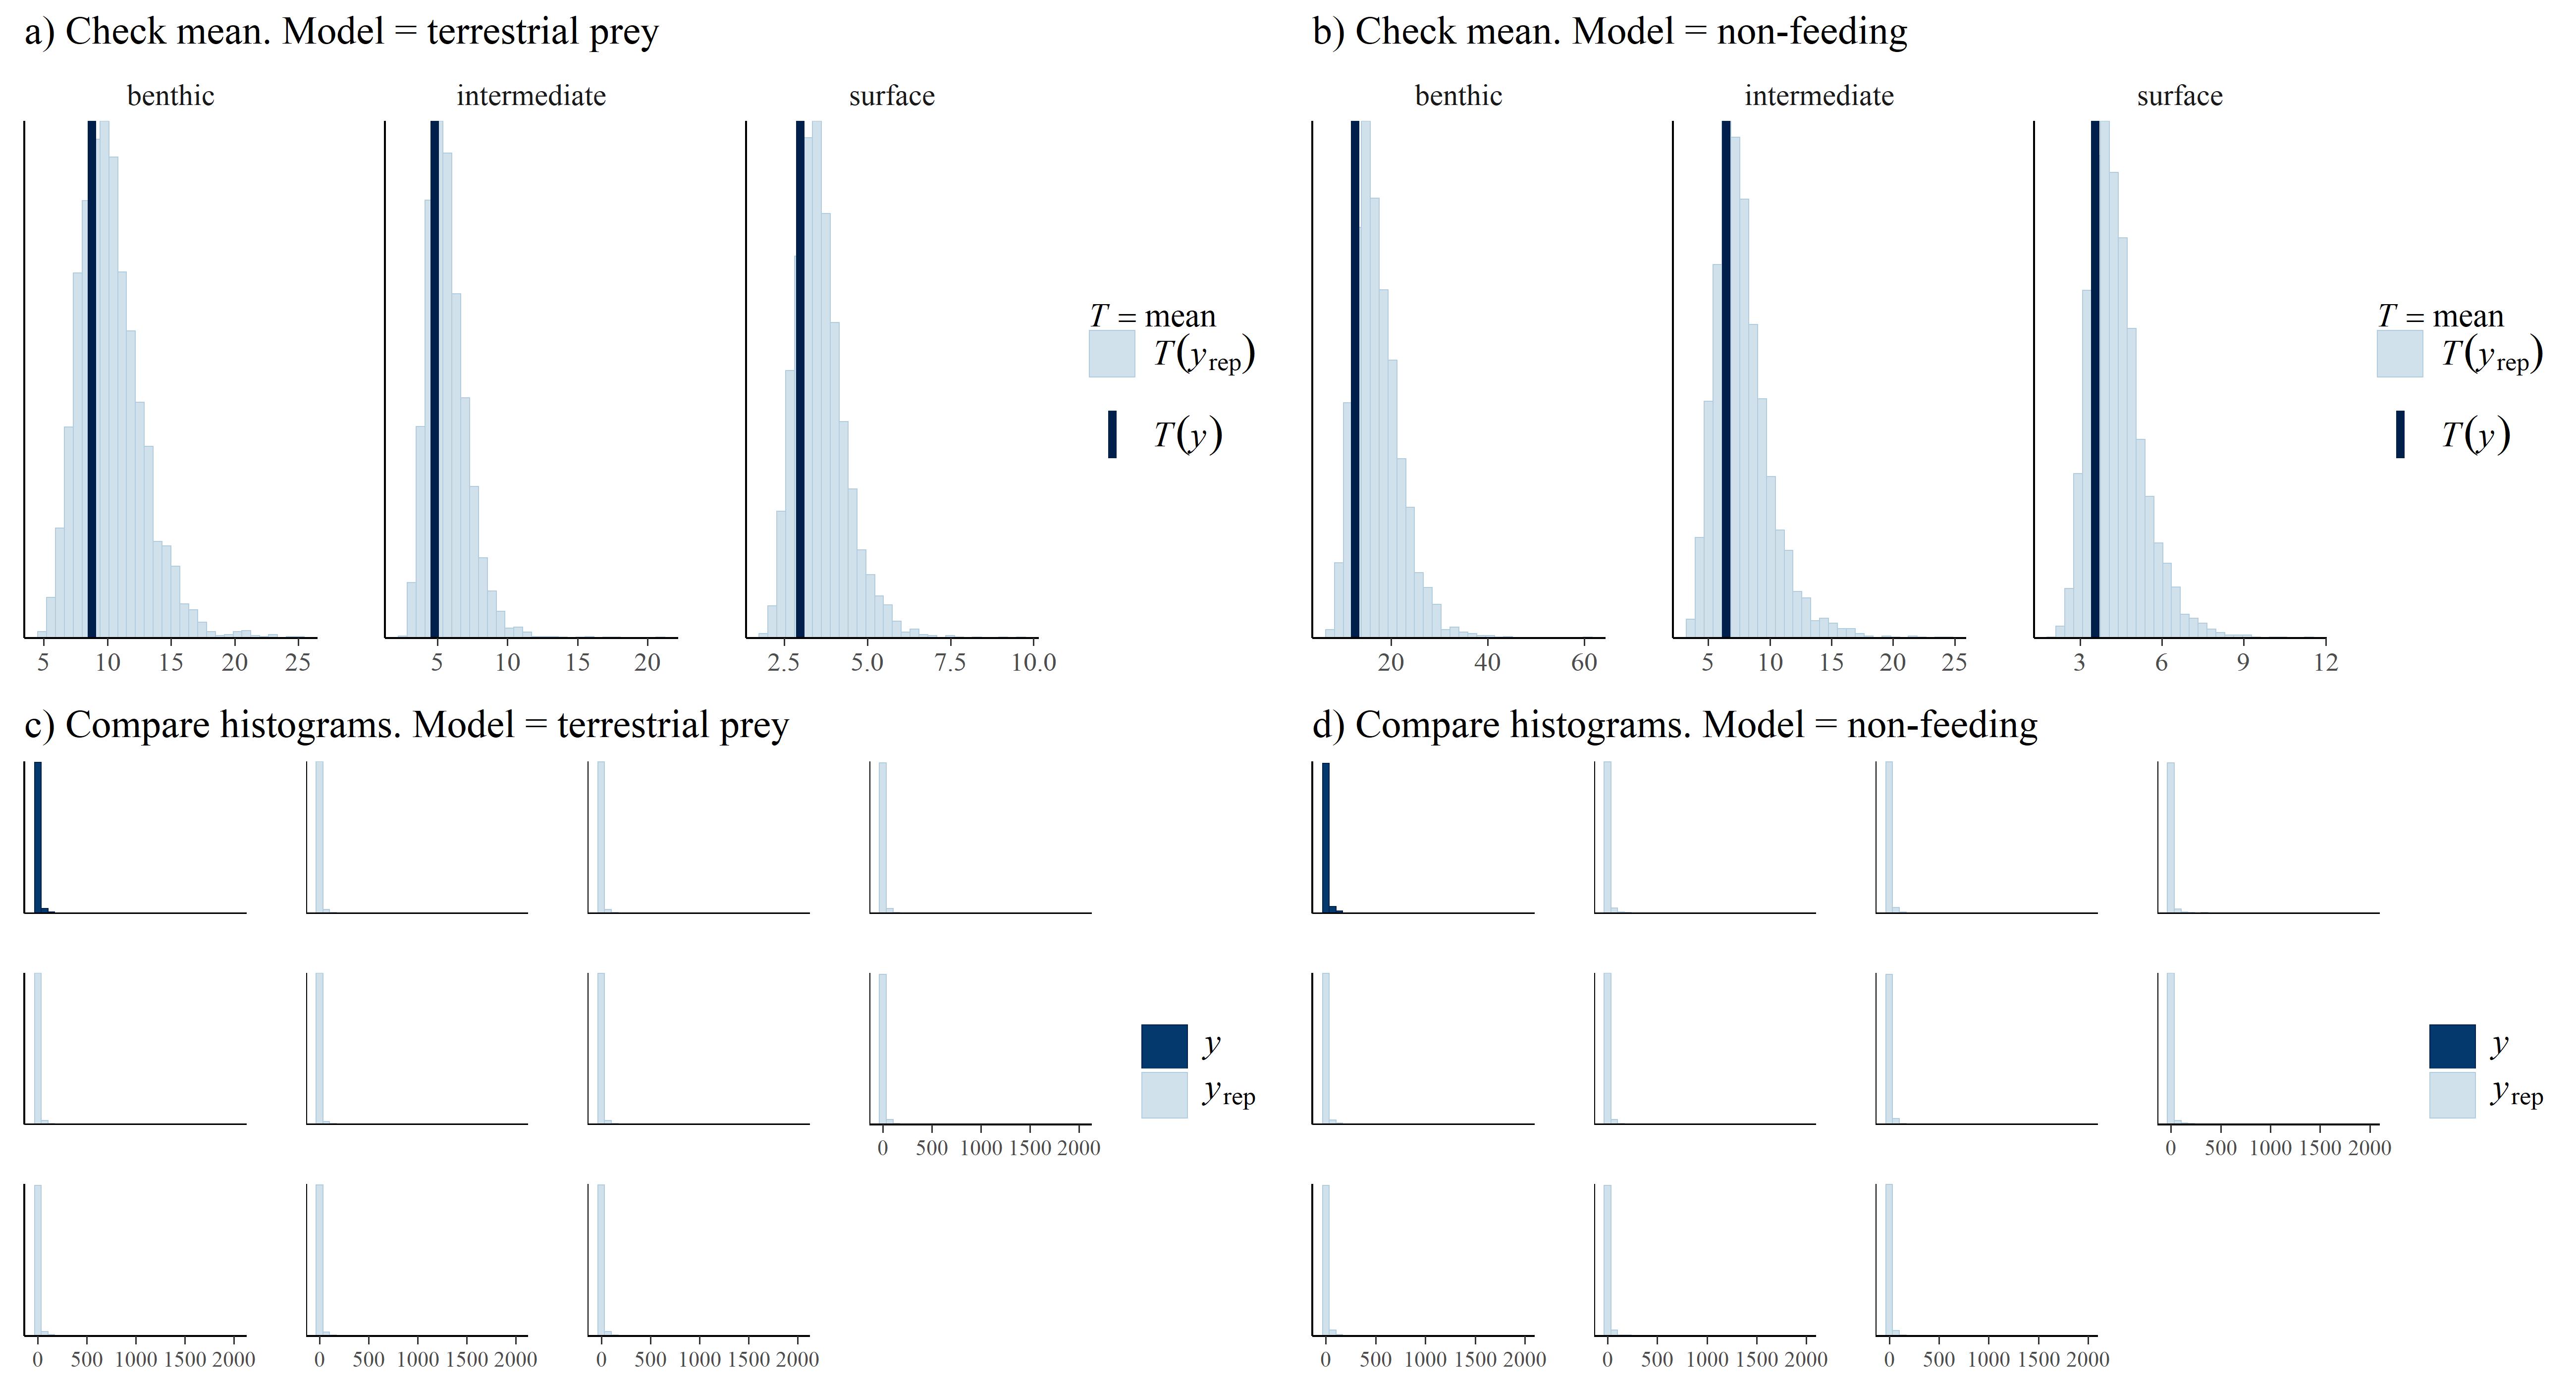 a) Check mean. Model = terrestrial prey
benthic intermediate surface
T = mean
T(yrep)
T(y)
5 10 15 20 25 5 10 15 20 2.5 5.0 7.5 10.0
b) Check mean. Model = non-feeding
benthic intermediate surface
T = mean
T(yrep)
T(y)
20 40 60 5 10 15 20 25 3 6 9 12
c) Compare histograms. Model = terrestrial prey
y
yrep
0 500 1000 1500 2000
0 500 1000 1500 2000 0 500 1000 1500 2000 0 500 1000 1500 2000
d) Compare histograms. Model = non-feeding
y
yrep
0 500 1000 1500 2000
0 500 1000 1500 2000 0 500 1000 1500 2000 0 500 1000 1500 2000